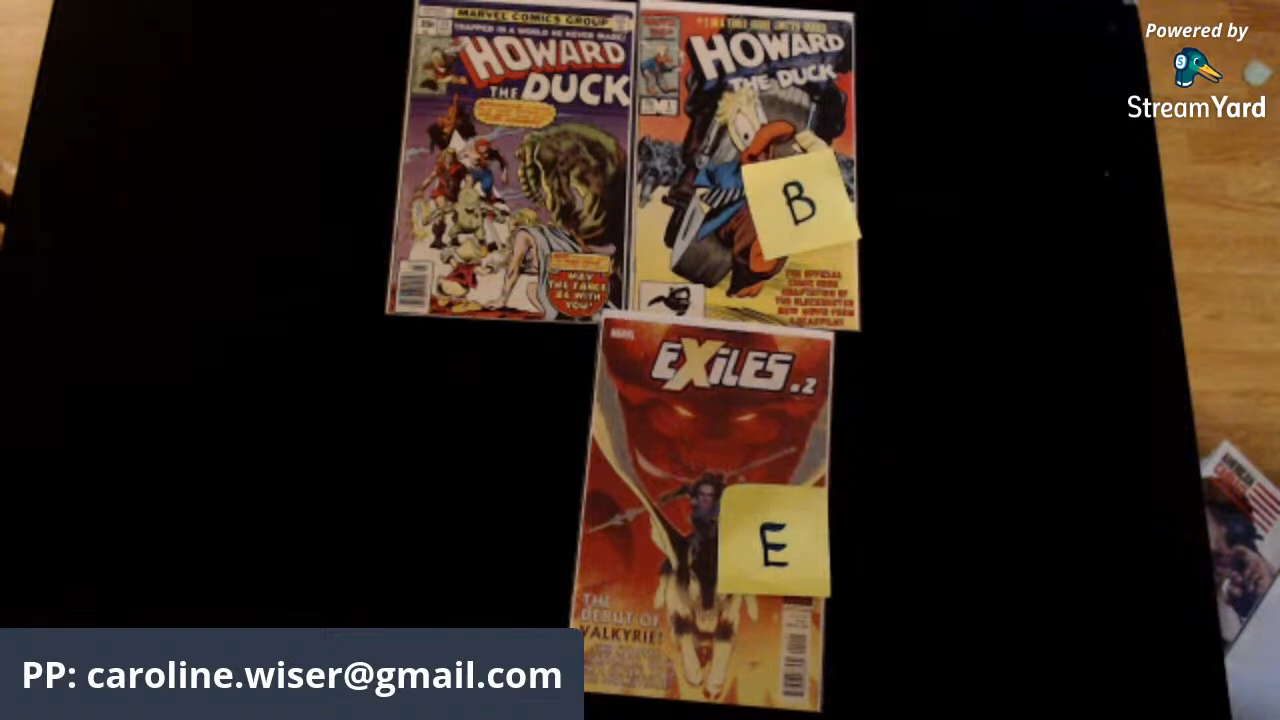 MARVEL COMICS GROUP
TRAPPED IN A WORLD HE NEVER MADE!
HOWARD
THE DUCK
MAY
THE FARCE
BE WITH
YOU!
HOWARD
THE DUCK
B
THE OFFICIAL
COMIC BOOK
ADAPTATION OF
THE BLOCKBUSTER
NEW MOVIE FROM
LUCASFILM
MARVEL
EXILES.2
E
THE
DEBUT OF
VALKYRIE!
Powered by
StreamYard
PP: caroline.wiser@gmail.com